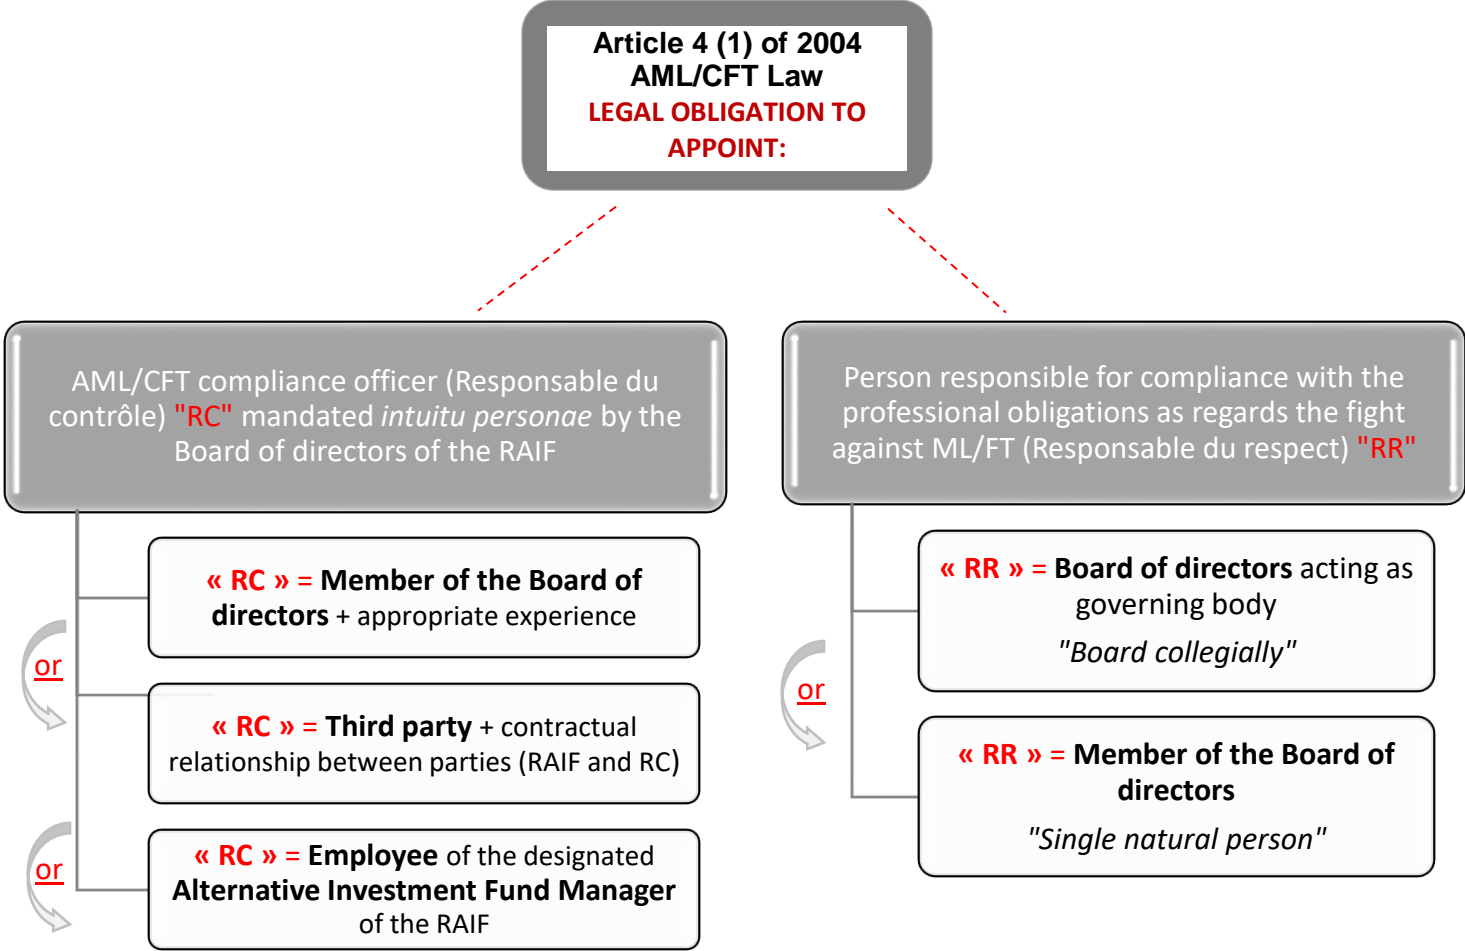 Article 4 (1) of 2004
AML/CFT Law
LEGAL OBLIGATION TO
APPOINT:
AML/CFT compliance officer (Responsable du
contrôle) "RC" mandated intuitu personae by the
Board of directors of the RAIF
« RC » = Member of the Board of
directors + appropriate experience
or
« RC » = Third party + contractual
relationship between parties (RAIF and RC)
or
« RC » = Employee of the designated
Alternative Investment Fund Manager
of the RAIF
Person responsible for compliance with the
professional obligations as regards the fight
against ML/FT (Responsable du respect) "RR"
« RR » = Board of directors acting as
governing body
"Board collegially"
or
« RR » = Member of the Board of
directors
"Single natural person"